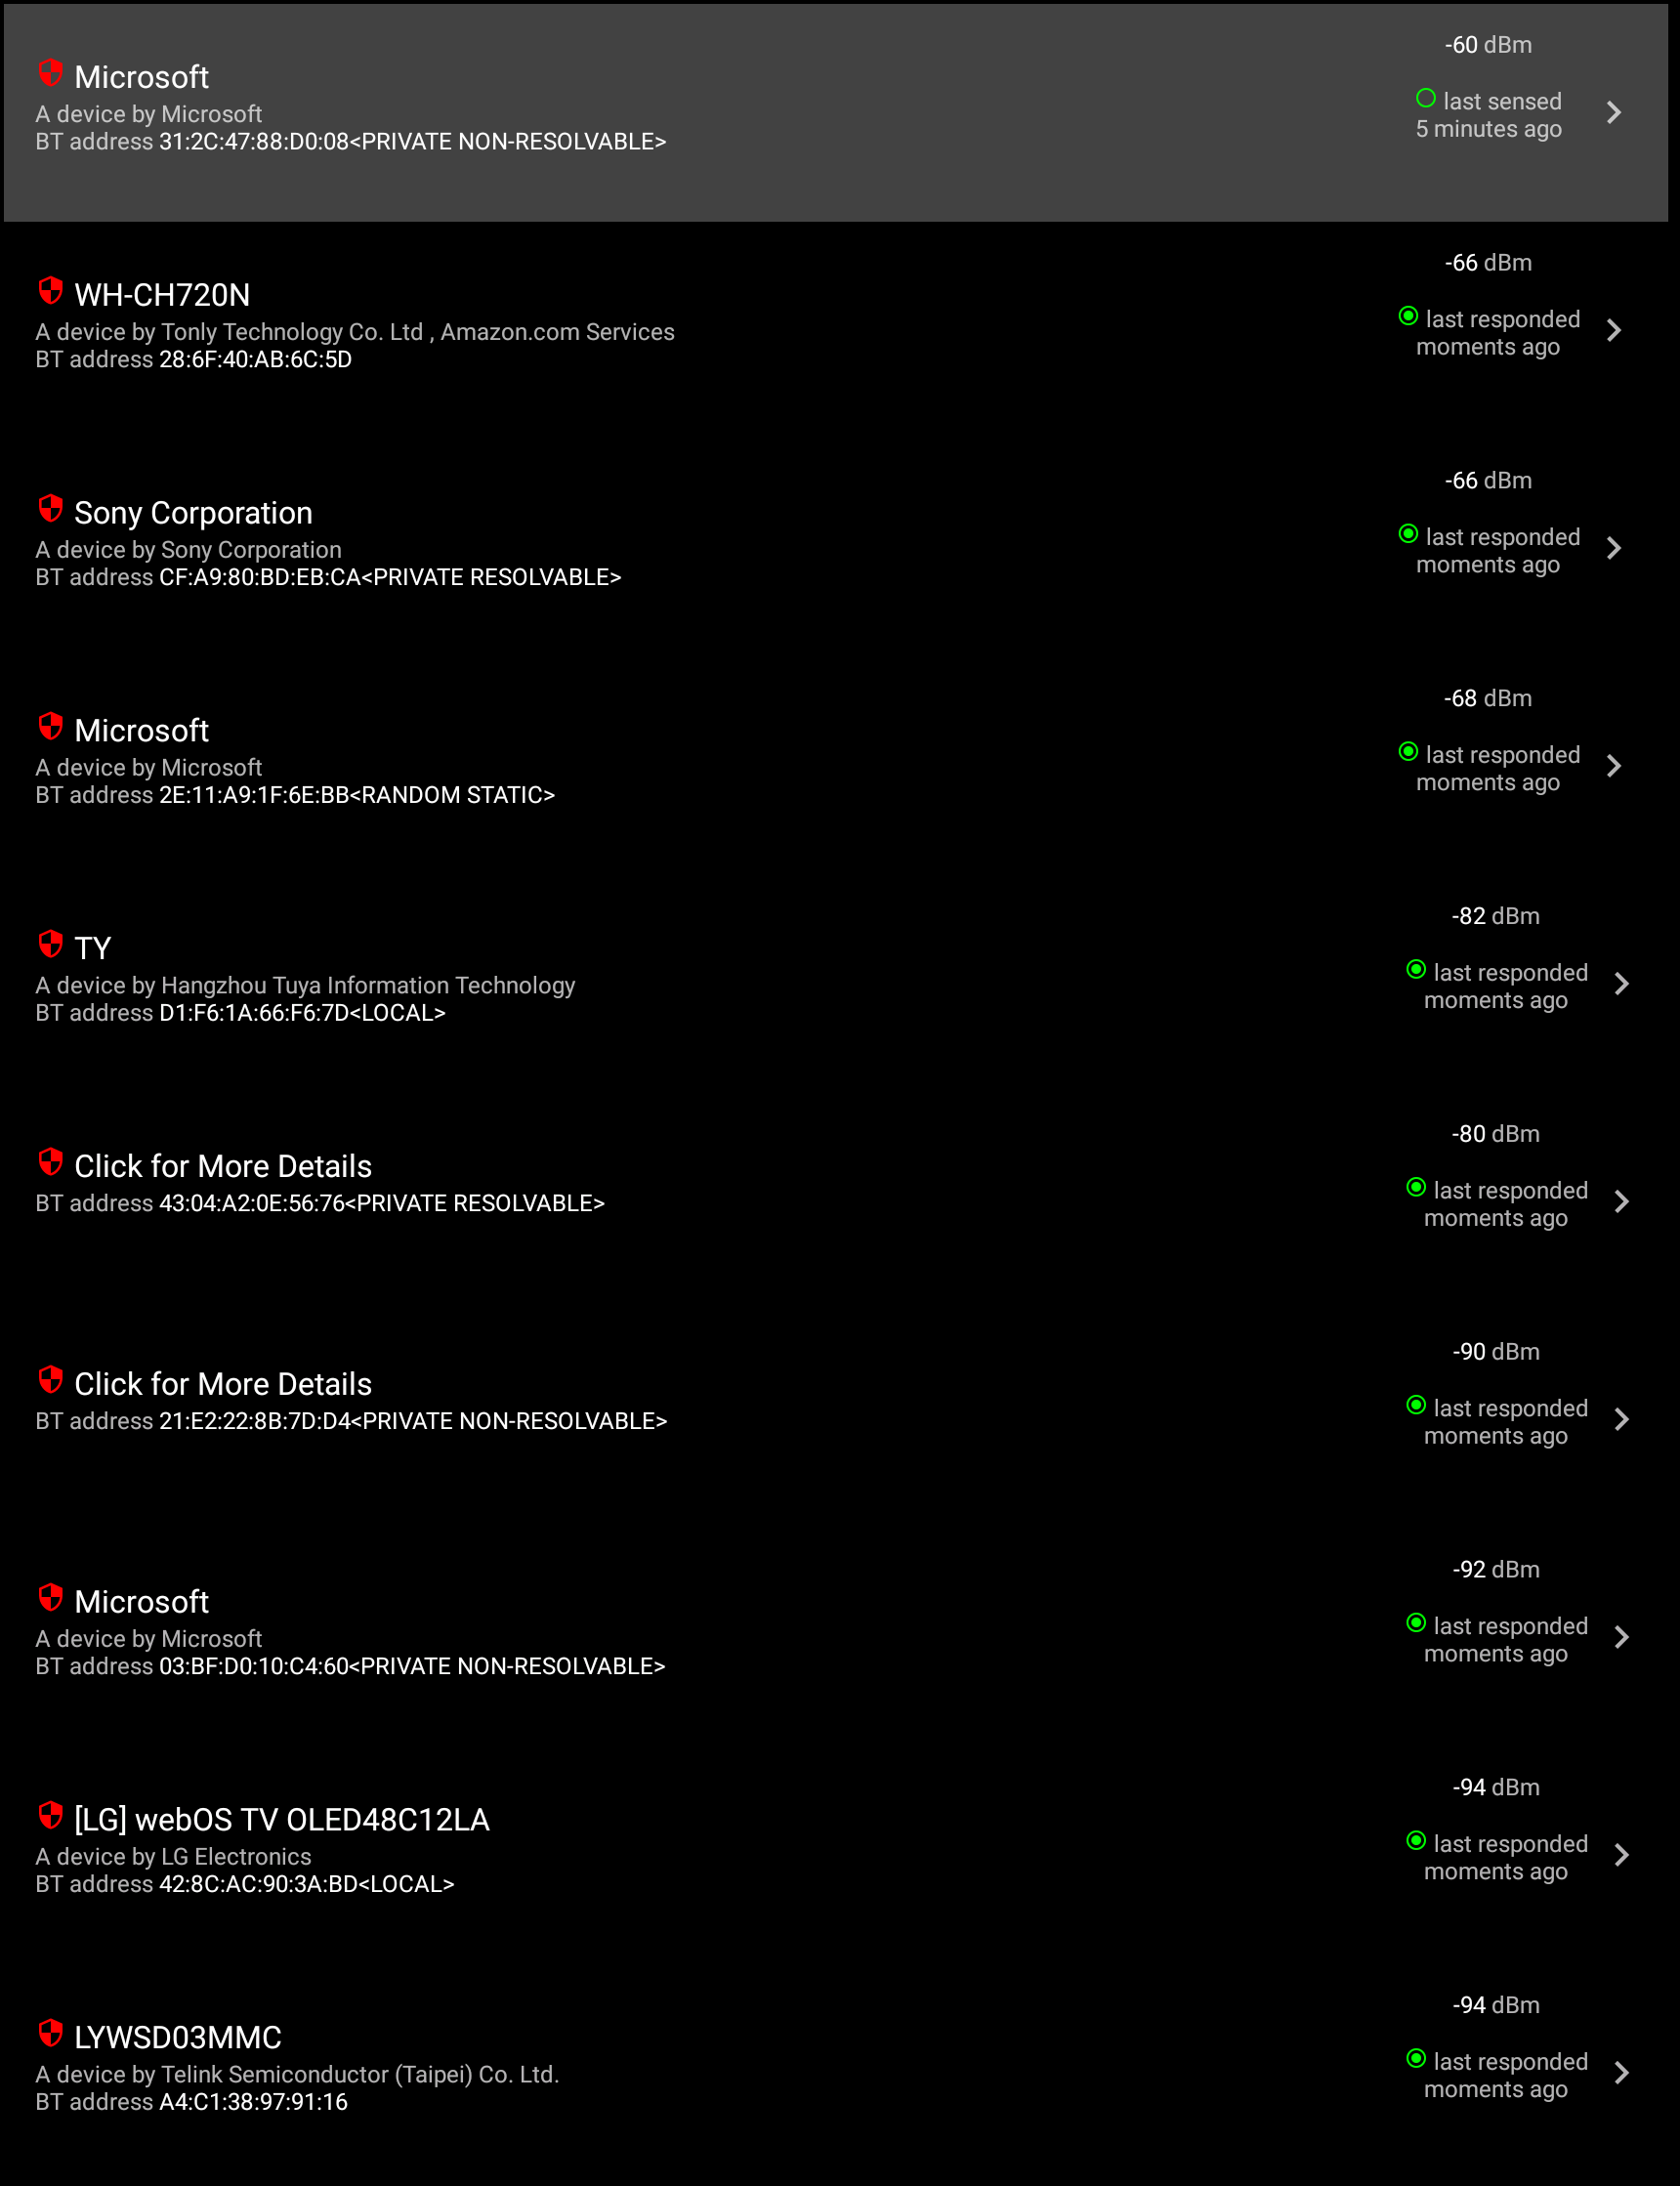 -60 dBm
Microsoft
A device by Microsoft
BT address 31:2C:47:88:D0:08<PRIVATE NON-RESOLVABLE>
last sensed
5 minutes ago
-66 dBm
WH-CH720N
A device by Tonly Technology Co. Ltd , Amazon.com Services
BT address 28:6F:40:AB:6C:5D
last responded
moments ago
-66 dBm
Sony Corporation
A device by Sony Corporation
BT address CF:A9:80:BD:EB:CA<PRIVATE RESOLVABLE>
last responded
moments ago
-68 dBm
Microsoft
A device by Microsoft
BT address 2E:11:A9:1F:6E:BB<RANDOM STATIC>
last responded
moments ago
-82 dBm
TY
A device by Hangzhou Tuya Information Technology
BT address D1:F6:1A:66:F6:7D<LOCAL>
last responded
moments ago
-80 dBm
Click for More Details
BT address 43:04:A2:0E:56:76<PRIVATE RESOLVABLE>
last responded
moments ago
-90 dBm
Click for More Details
BT address 21:E2:22:8B:7D:D4<PRIVATE NON-RESOLVABLE>
last responded
moments ago
-92 dBm
Microsoft
A device by Microsoft
BT address 03:BF:D0:10:C4:60<PRIVATE NON-RESOLVABLE>
last responded
moments ago
-94 dBm
[LG] webOS TV OLED48C12LA
A device by LG Electronics
BT address 42:8C:AC:90:3A:BD<LOCAL>
last responded
moments ago
-94 dBm
LYWSD03MMC
A device by Telink Semiconductor (Taipei) Co. Ltd.
BT address A4:C1:38:97:91:16
last responded
moments ago